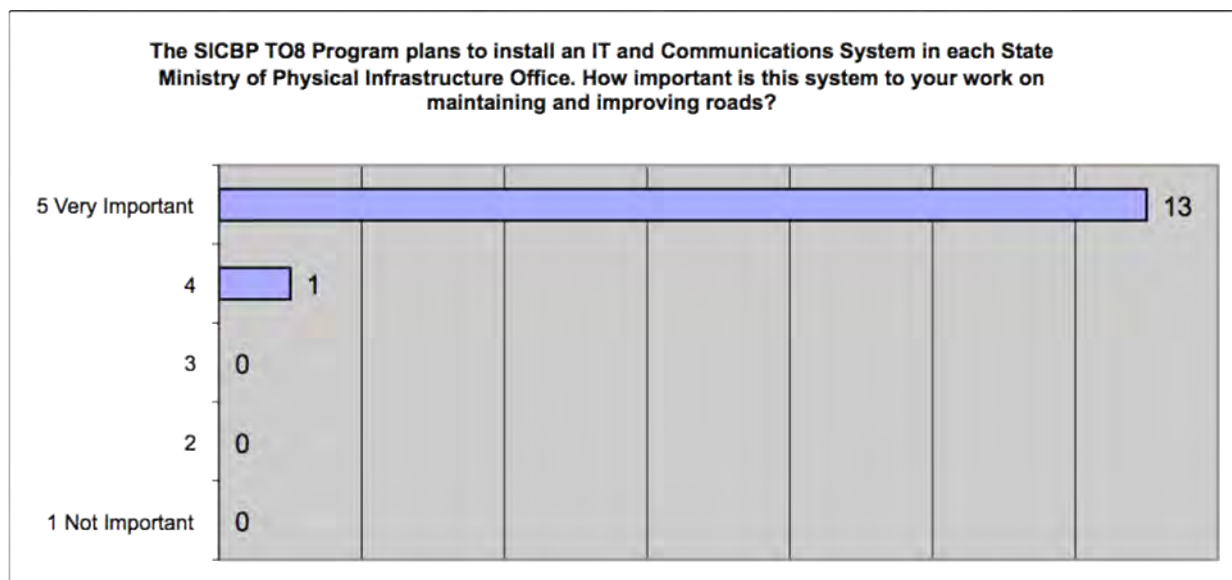 The SICBP TO8 Program plans to install an IT and Communications System in each State
Ministry of Physical Infrastructure Office. How important is this system to your work on
maintaining and improving roads?
5 Very Important
13
4
1
3
0
2
0
1 Not Important
0